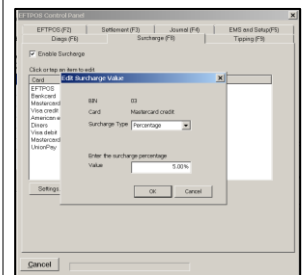 EFTPOS Control Panel
EFTPOS (F2)
Settlement (F3)
Journal (F4)
EMS and Setup(F5)
Diags (F6)
Surcharge (F8)
Tipping (F9)
Enable Surcharge
Click or tap an item to edit
Card
EFTPOS
Bankcard
Mastercard
Visa credit
American e
Diners
Visa debit
Mastercard
UnionPay
Edit Surcharge Value
BIN 03
Card Mastercard credit
Surcharge Type Percentage
Enter the surcharge percentage
Value 5.00%
OK
Cancel
Settings
Cancel